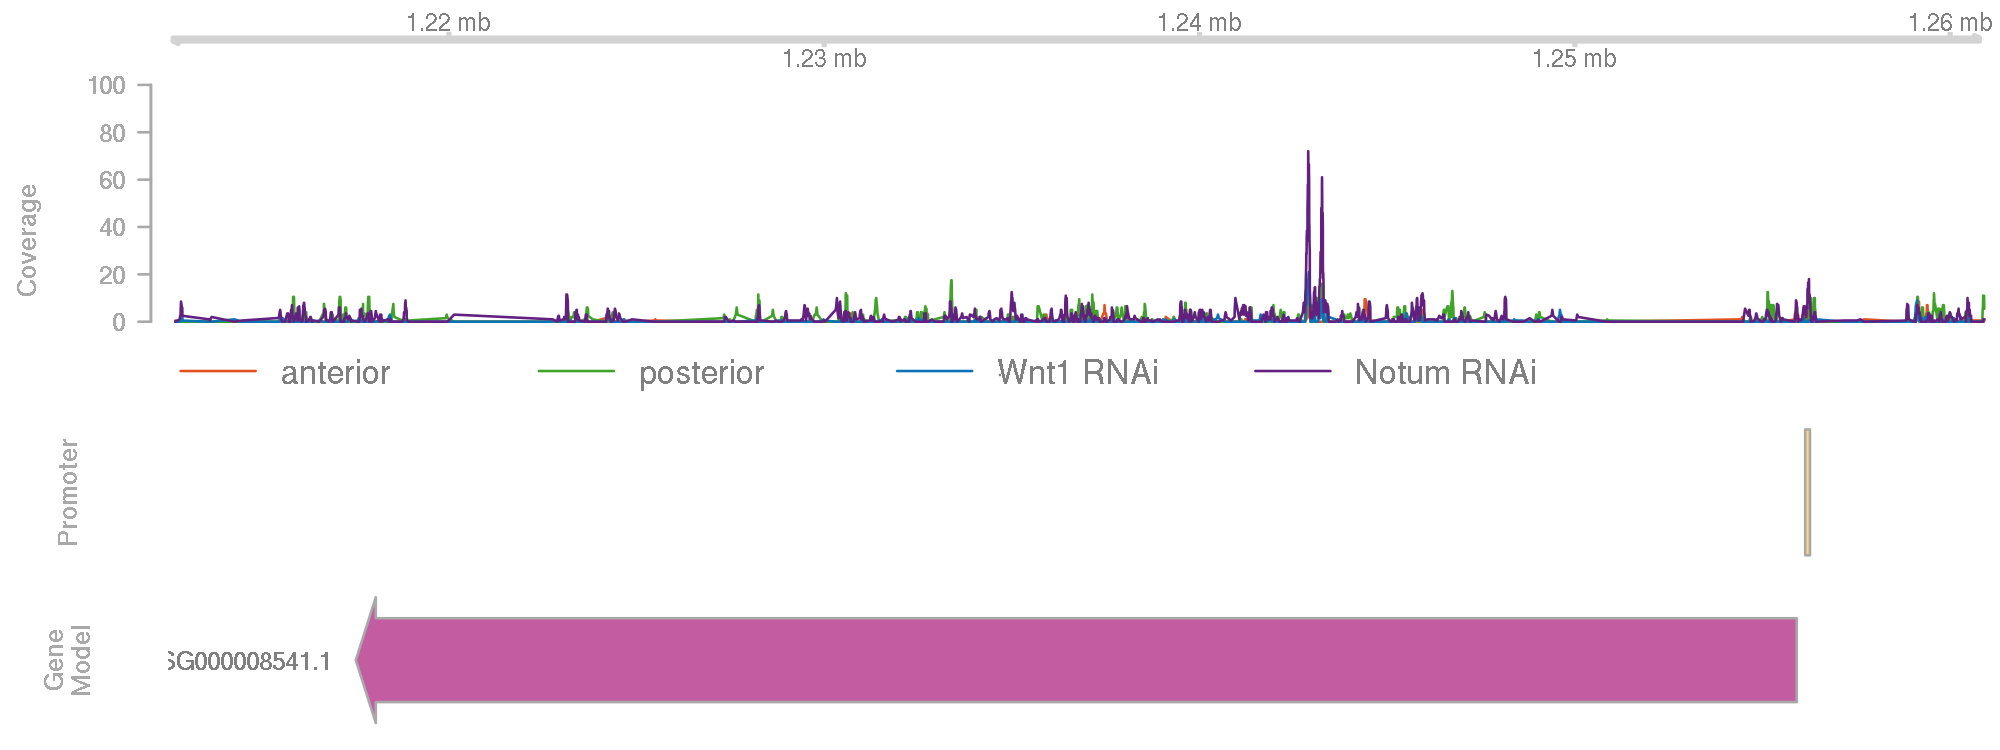 1.22 mb
1.24 mb
1.26 mb
1.23 mb
1.25 mb
100
80
60
40
20
0
Coverage
anterior
posterior
Wnt1 RNAi
Notum RNAi
Promoter
Gene
Model
SG000008541.1